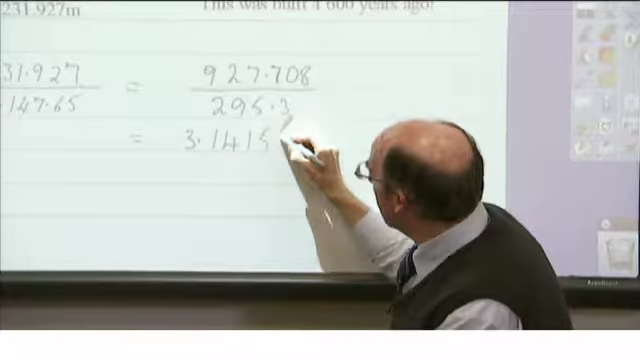 231.927m This was built 4 600 years ago!
31.927 = 927.708
147.65 295.3
= 3.1415